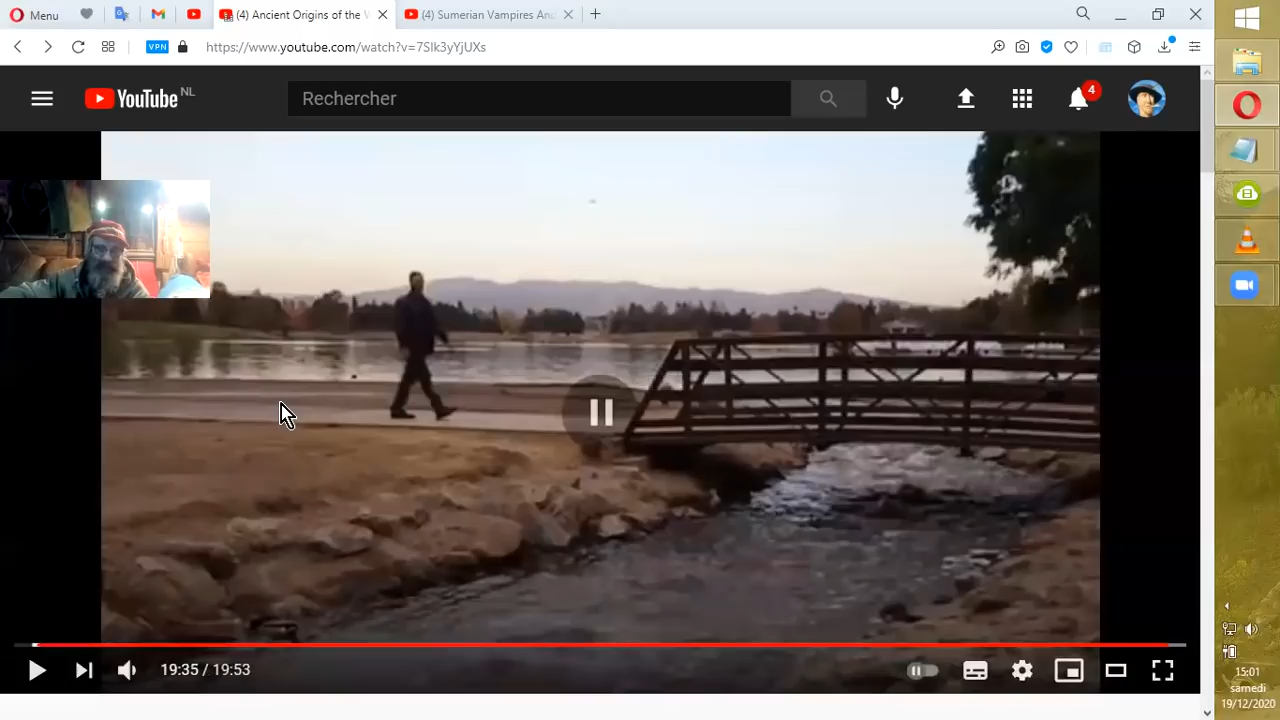 Menu
(4) Ancient Origins of the
(4) Sumerian Vampires Anc
VPN
https://www.youtube.com/watch?v=7SIk3yYjUXs
YouTube NL
Rechercher
4
19:35 / 19:53
15:01
samedi
19/12/2020